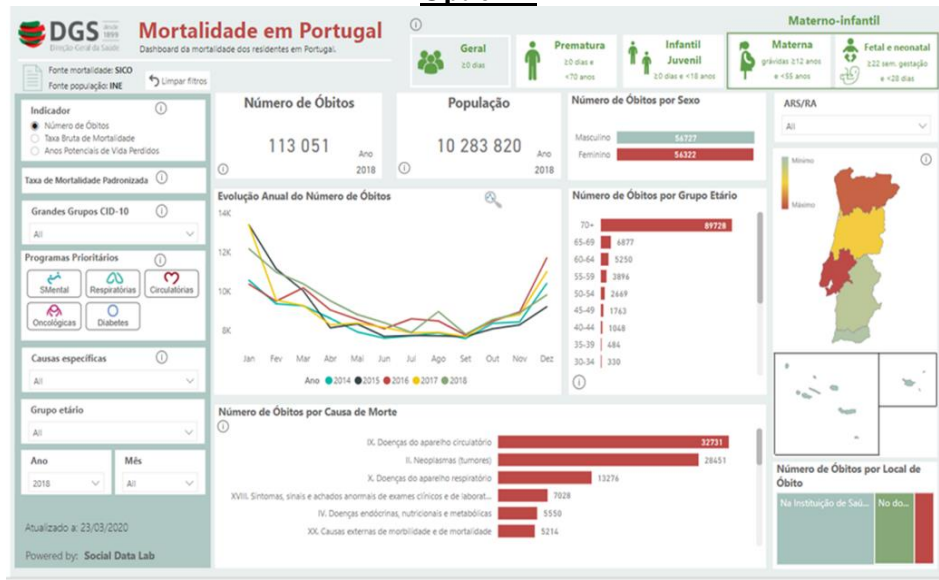 DGS desde 1899
Direção-Geral da Saúde
Mortalidade em Portugal
Dashboard da mortalidade dos residentes em Portugal.
Fonte mortalidade: SICO
Fonte população: INE
Limpar filtros
Materno-infantil
Geral
≥0 dias
Prematura
≥0 dias e
<70 anos
Infantil
Juvenil
≥0 dias e <18 anos
Materna
grávidas ≥12 anos
e <55 anos
Fetal e neonatal
≥22 sem. gestação
e <28 dias
Indicador
Número de Óbitos
Taxa Bruta de Mortalidade
Anos Potenciais de Vida Perdidos
Taxa de Mortalidade Padronizada
Grandes Grupos CID-10
All
Programas Prioritários
SMental
Respiratórias
Circulatórias
Oncológicas
Diabetes
Causas específicas
All
Grupo etário
All
Ano
2018
Mês
All
Atualizado a: 23/03/2020
Powered by: Social Data Lab
Número de Óbitos
113 051
Ano
2018
População
10 283 820
Ano
2018
Número de Óbitos por Sexo
Masculino 56727
Feminino 56322
ARS/RA
All
Mínimo
Máximo
Evolução Anual do Número de Óbitos
14K
12K
10K
8K
Jan Fev Mar Abr Mai Jun Jul Ago Set Out Nov Dez
Ano 2014 2015 2016 2017 2018
Número de Óbitos por Grupo Etário
70+ 89728
65-69 6877
60-64 5250
55-59 3896
50-54 2669
45-49 1763
40-44 1048
35-39 484
30-34 330
Número de Óbitos por Causa de Morte
IX. Doenças do aparelho circulatório 32731
II. Neoplasmas (tumores) 28451
X. Doenças do aparelho respiratório 13276
XVIII. Sintomas, sinais e achados anormais de exames clínicos e de laborat... 7028
IV. Doenças endócrinas, nutricionais e metabólicas 5550
XX. Causas externas de morbilidade e de mortalidade 5214
Número de Óbitos por Local de
Óbito
Na Instituição de Saú...
No do...